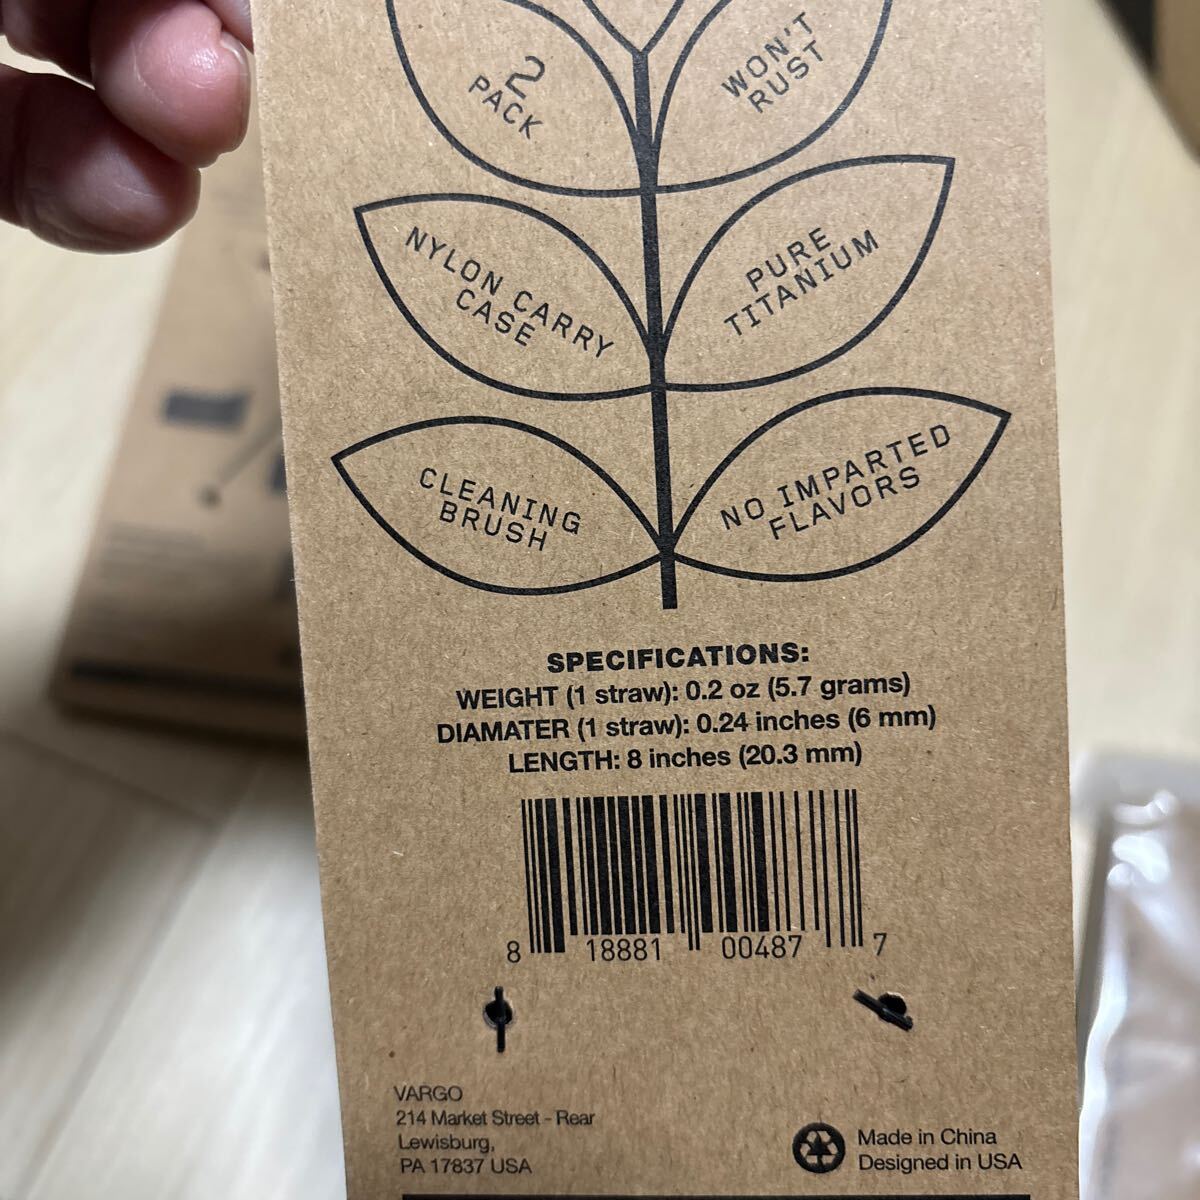 2
PACK
WON'T
RUST
NYLON CARRY
CASE
PURE
TITANIUM
CLEANING
BRUSH
NO IMPARTED
FLAVORS
SPECIFICATIONS:
WEIGHT (1 straw): 0.2 oz (5.7 grams)
DIAMATER (1 straw): 0.24 inches (6 mm)
LENGTH: 8 inches (20.3 mm)
8 18881 00487 7
VARGO
214 Market Street - Rear
Lewisburg,
PA 17837 USA
Made in China
Designed in USA